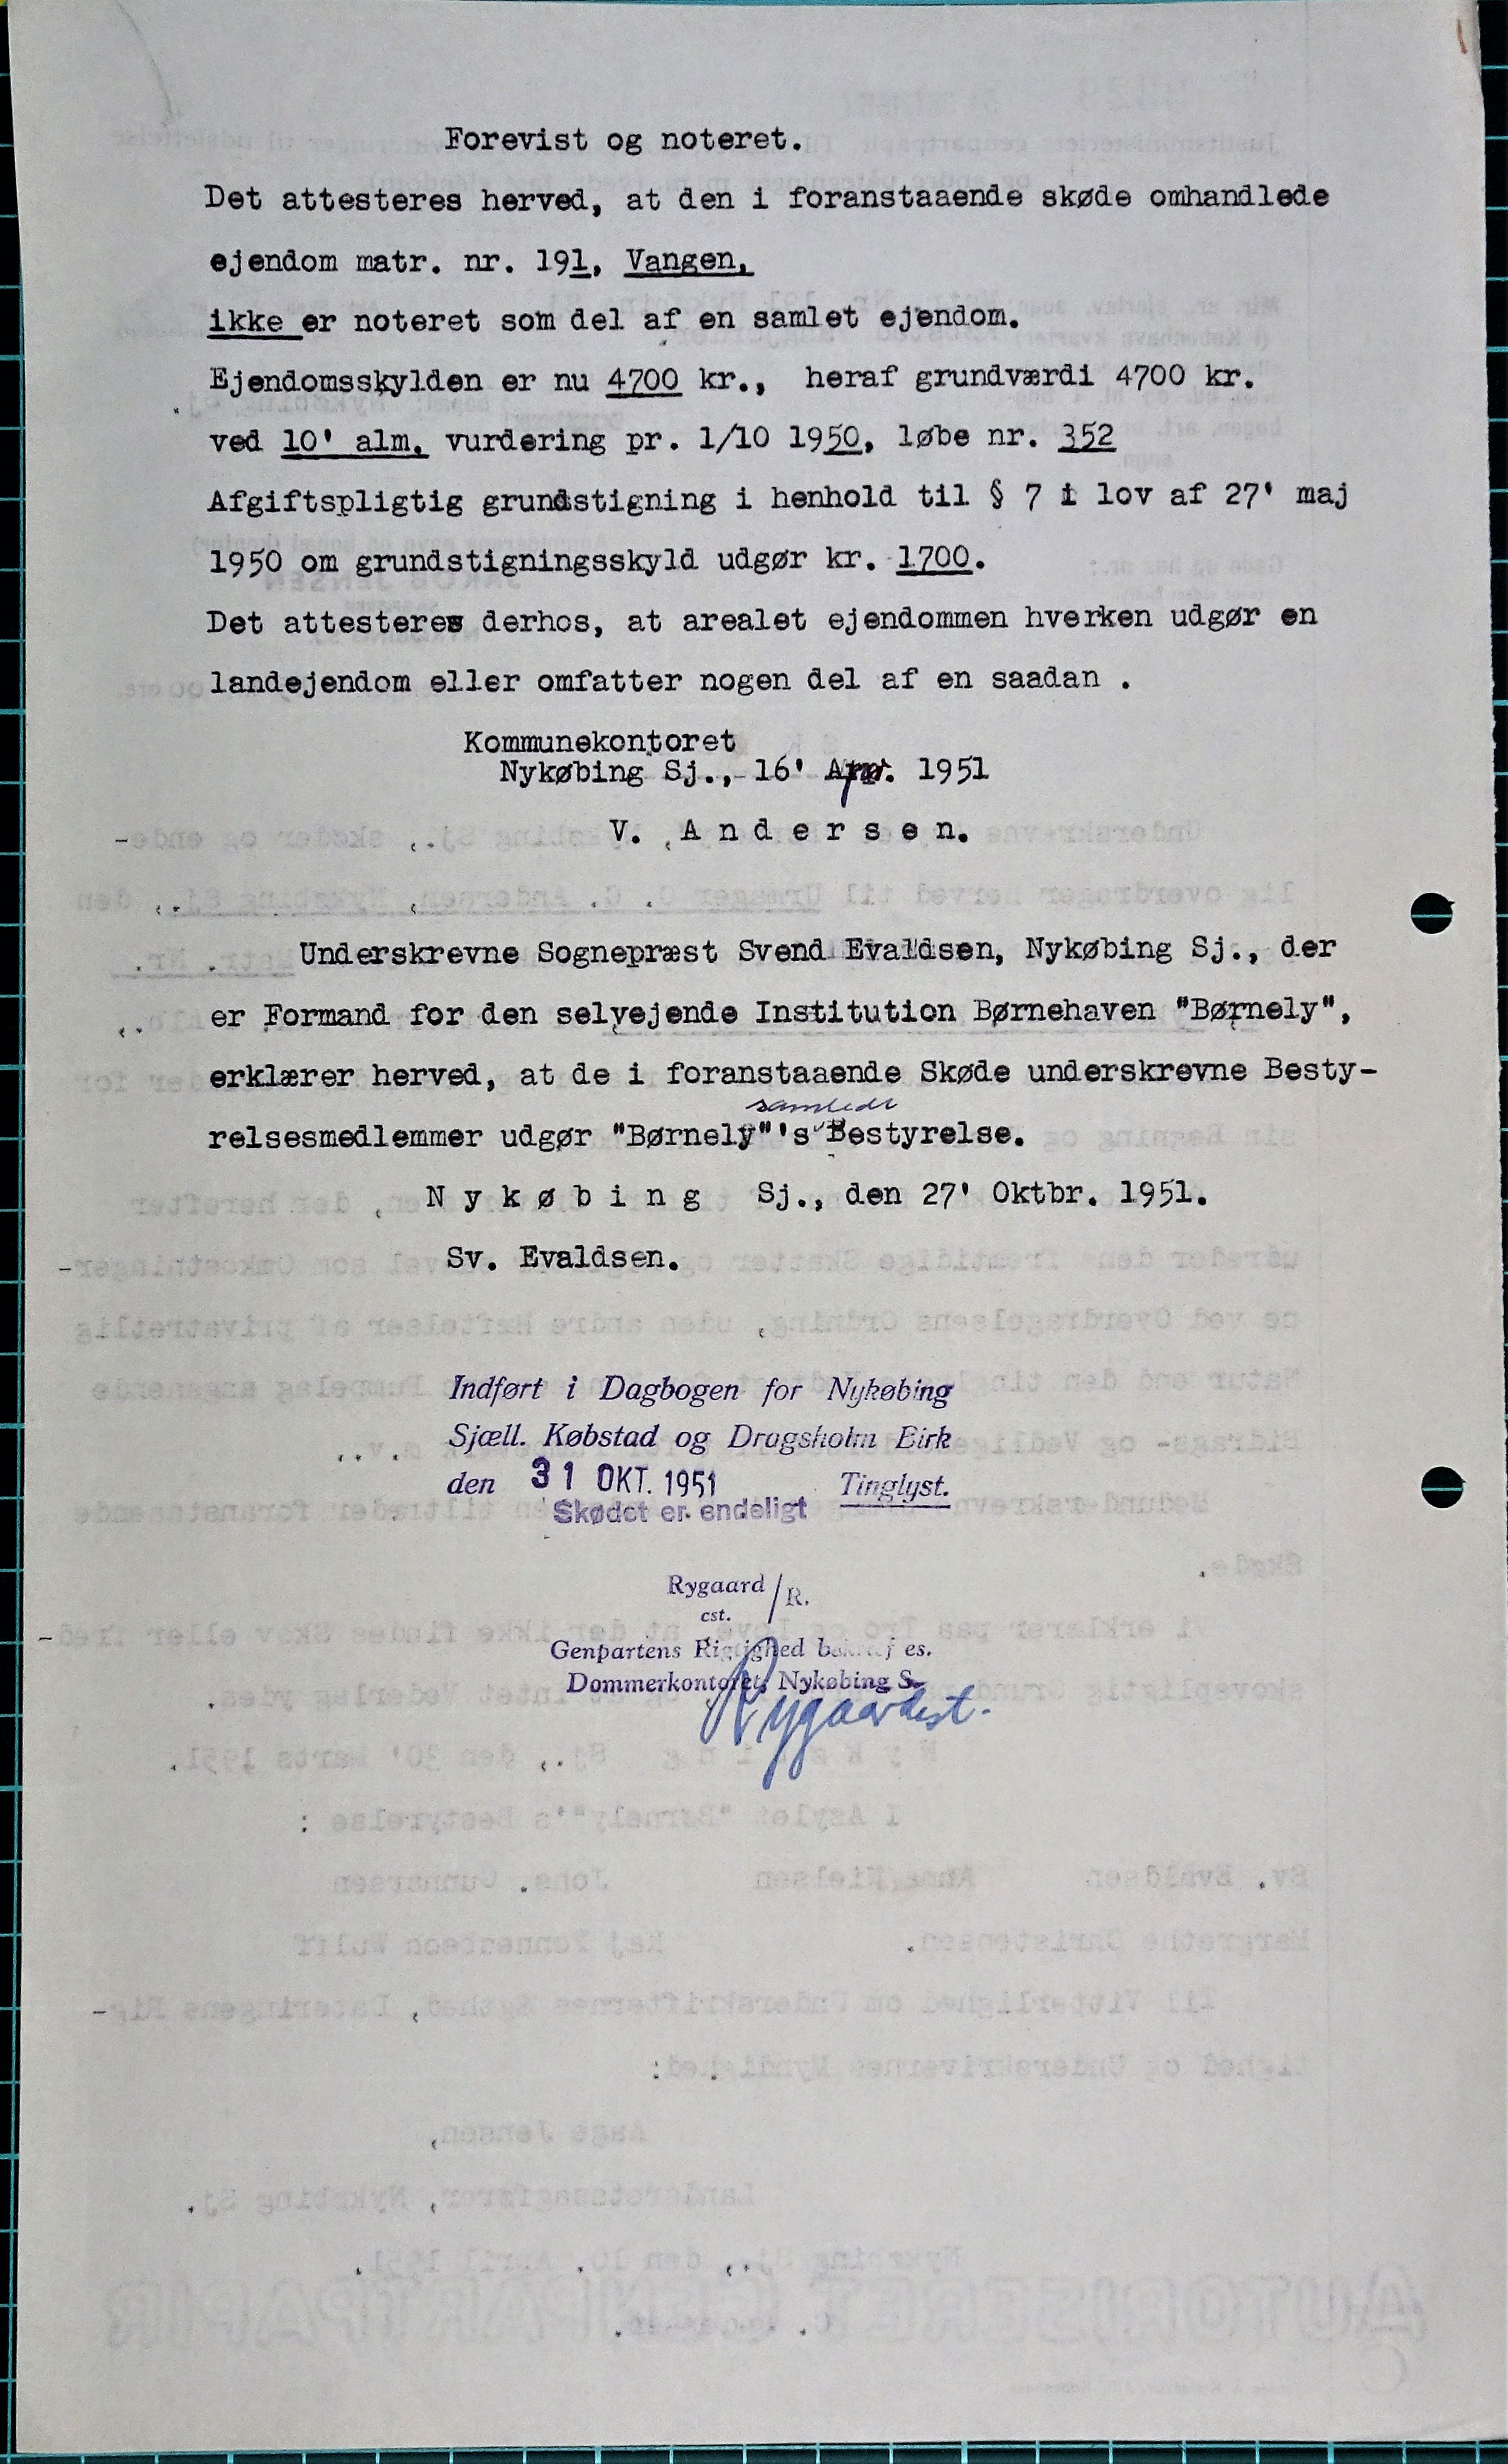 Forevist og noteret.
Det attesteres herved, at den i foranstaaende skøde omhandlede
ejendom matr. nr. 191, Vangen,
ikke er noteret som del af en samlet ejendom.
Ejendomsskylden er nu 4700 kr., heraf grundværdi 4700 kr.
ved 10' alm. vurdering pr. 1/10 1950, løbe nr. 352
Afgiftspligtig grundstigning i henhold til § 7 i lov af 27' maj
1950 om grundstigningsskyld udgør kr. 1700.
Det attesteres derhos, at arealet ejendommen hverken udgør en
landejendom eller omfatter nogen del af en saadan .
Kommunekontoret
Nykøbing Sj., 16' Apr. 1951
V. Andersen.
Underskrevne Sognepræst Svend Evaldsen, Nykøbing Sj., der
er Formand for den selvejende Institution Børnehaven "Børnely",
erklærer herved, at de i foranstaaende Skøde underskrevne Besty-
samlede
relsesmedlemmer udgør "Børnely"'s Bestyrelse.
Nykøbing Sj., den 27' Oktbr. 1951.
Sv. Evaldsen.
Indført i Dagbogen for Nykøbing
Sjæll. Købstad og Dragsholm Birk
den 31 OKT. 1951 Tinglyst.
Skødet er endeligt
Rygaard /R.
cst.
Genpartens Rigtighed bekræftes.
Dommerkontoret, Nykøbing S.
Rygaard cst.